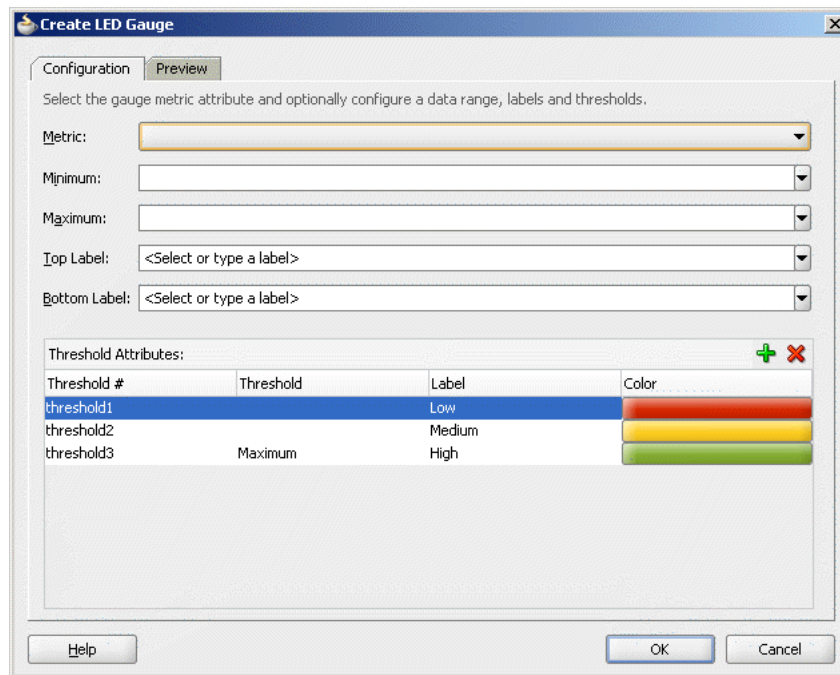 Create LED Gauge
Configuration
Preview
Select the gauge metric attribute and optionally configure a data range, labels and thresholds.
Metric:
Minimum:
Maximum:
Top Label: <Select or type a label>
Bottom Label: <Select or type a label>
Threshold Attributes:
Threshold # Threshold Label Color
threshold1 Low
threshold2 Medium
threshold3 Maximum High
Help OK Cancel